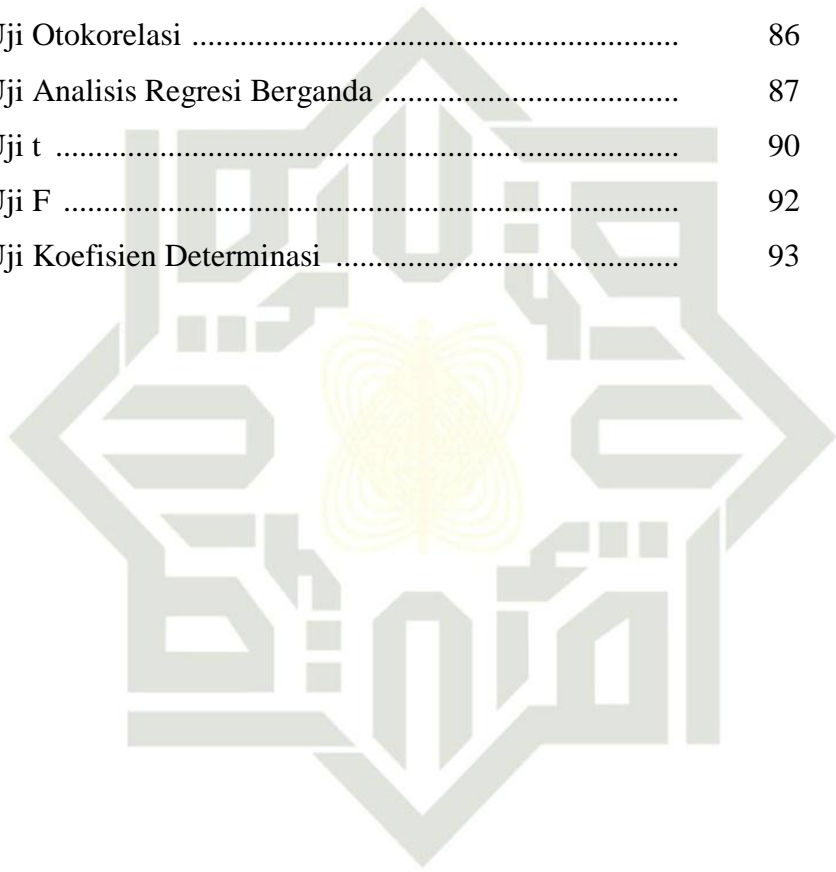 Uji Otokorelasi ............................................................. 86
Uji Analisis Regresi Berganda ..................................... 87
Uji t .............................................................................. 90
Uji F ............................................................................. 92
Uji Koefisien Determinasi ........................................... 93